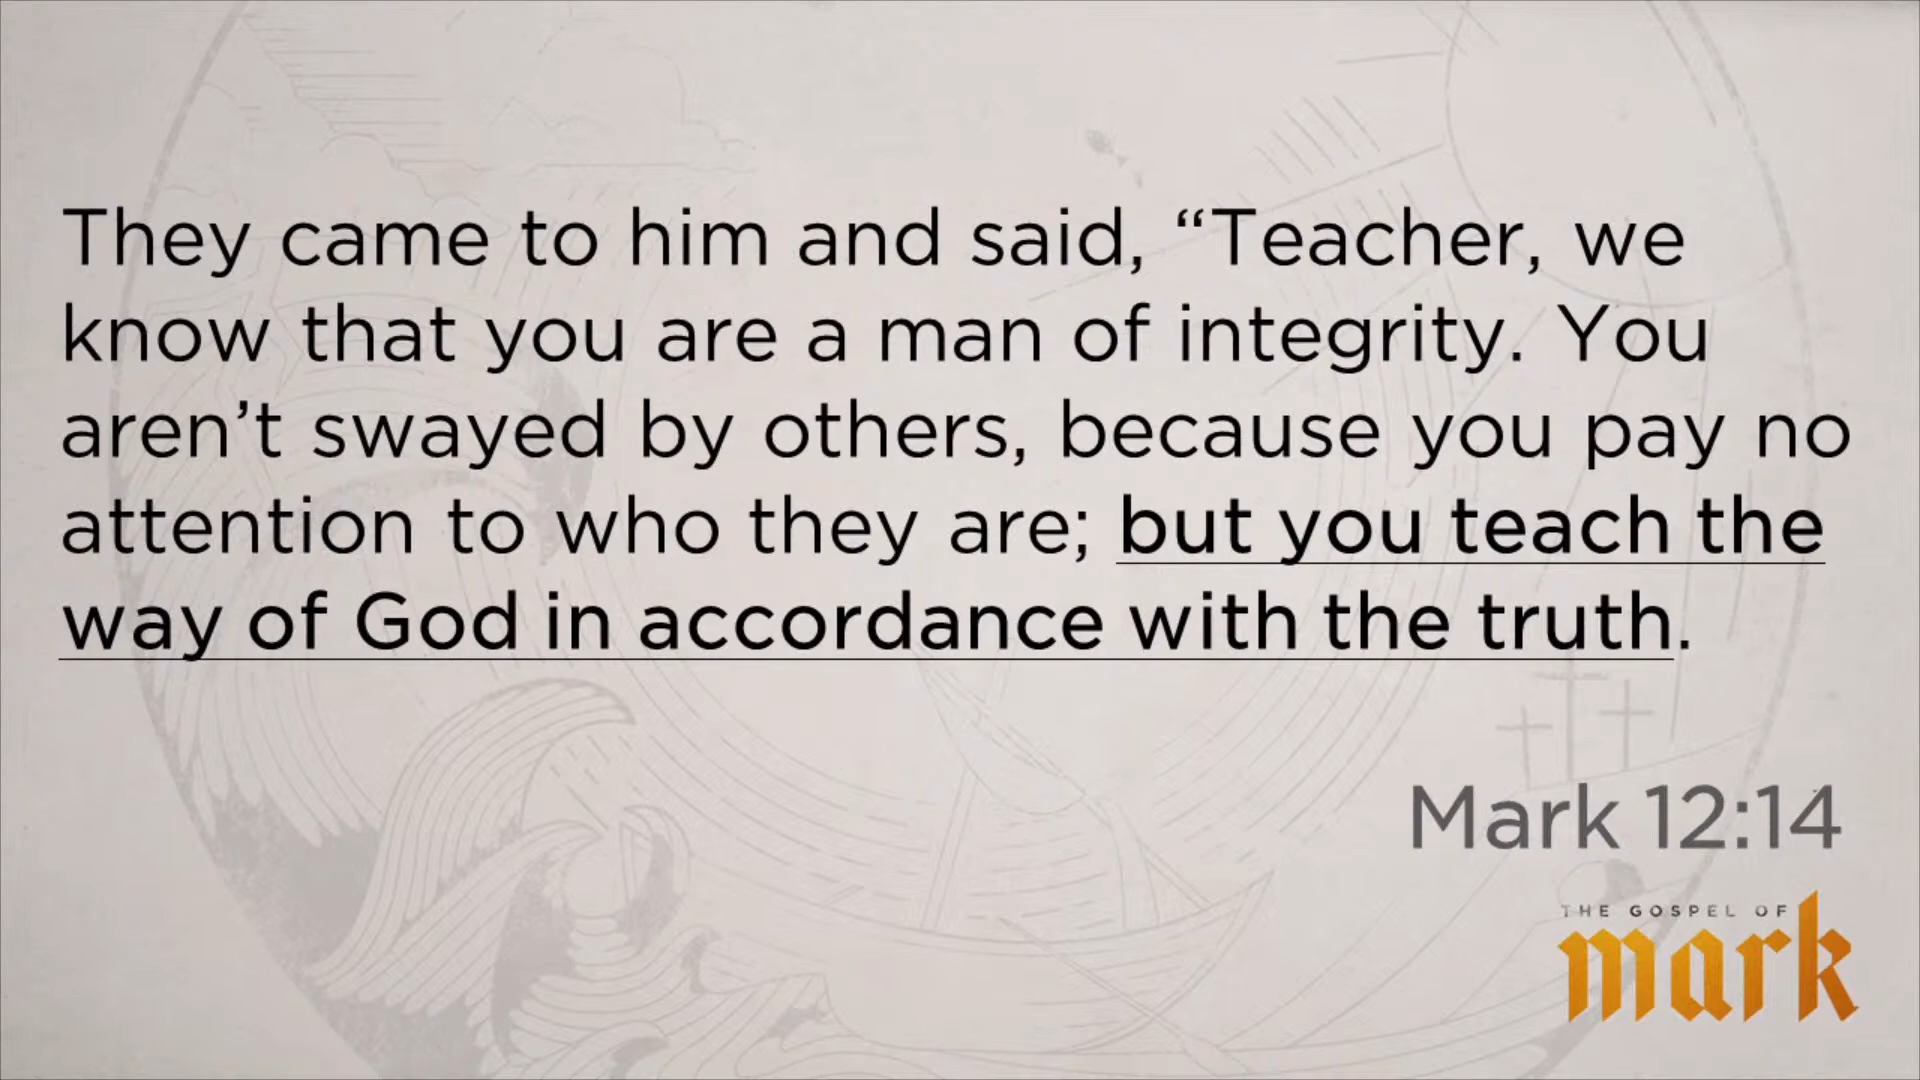 They came to him and said, “Teacher, we
know that you are a man of integrity. You
aren’t swayed by others, because you pay no
attention to who they are; but you teach the
way of God in accordance with the truth.
Mark 12:14
THE GOSPEL OF
mark